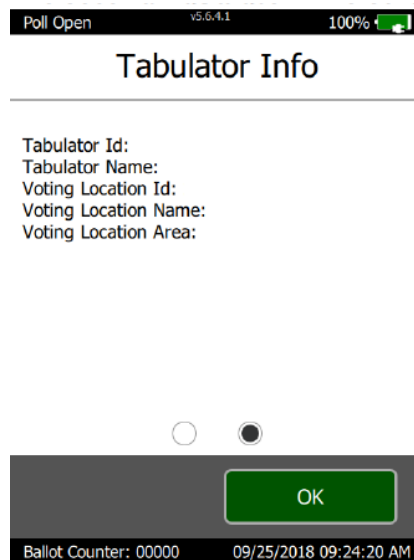 Poll Open v5.6.4.1 100%
Tabulator Info
Tabulator Id:
Tabulator Name:
Voting Location Id:
Voting Location Name:
Voting Location Area:
OK
Ballot Counter: 00000 09/25/2018 09:24:20 AM